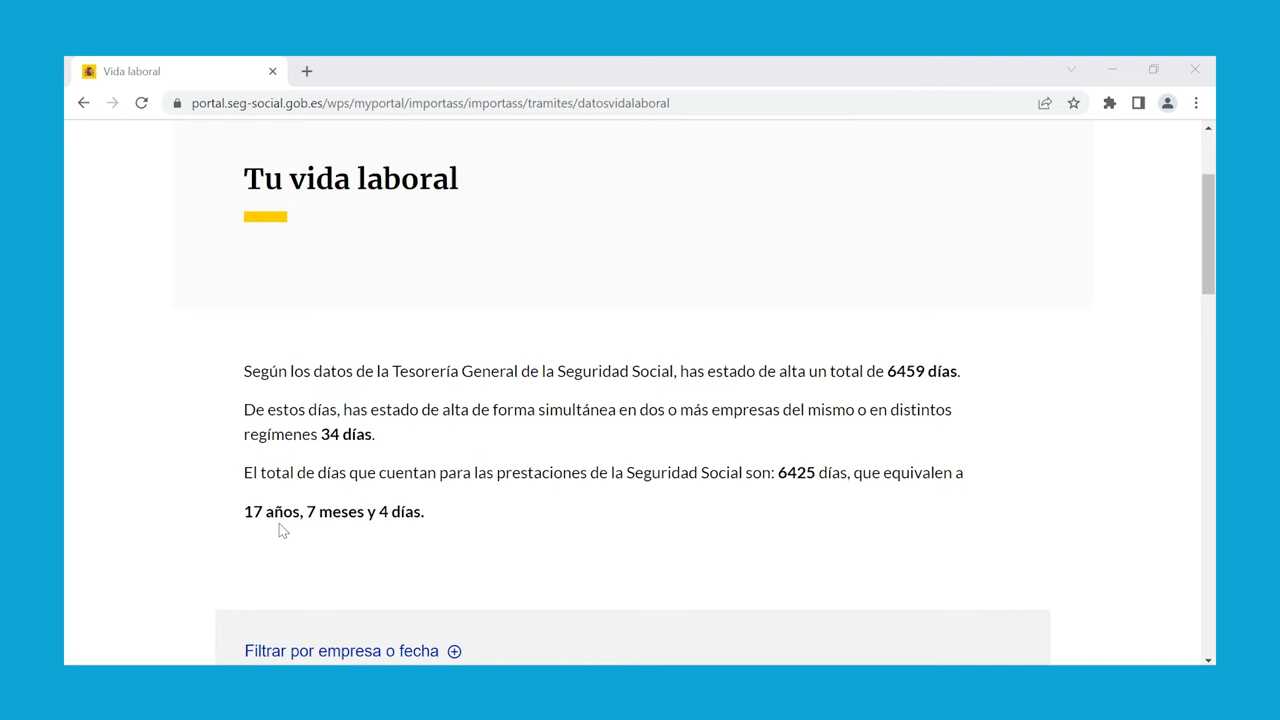 Vida laboral
portal.seg-social.gob.es/wps/myportal/importass/importass/tramites/datosvidalaboral
Tu vida laboral
Según los datos de la Tesorería General de la Seguridad Social, has estado de alta un total de 6459 días.
De estos días, has estado de alta de forma simultánea en dos o más empresas del mismo o en distintos
regímenes 34 días.
El total de días que cuentan para las prestaciones de la Seguridad Social son: 6425 días, que equivalen a
17 años, 7 meses y 4 días.
Filtrar por empresa o fecha